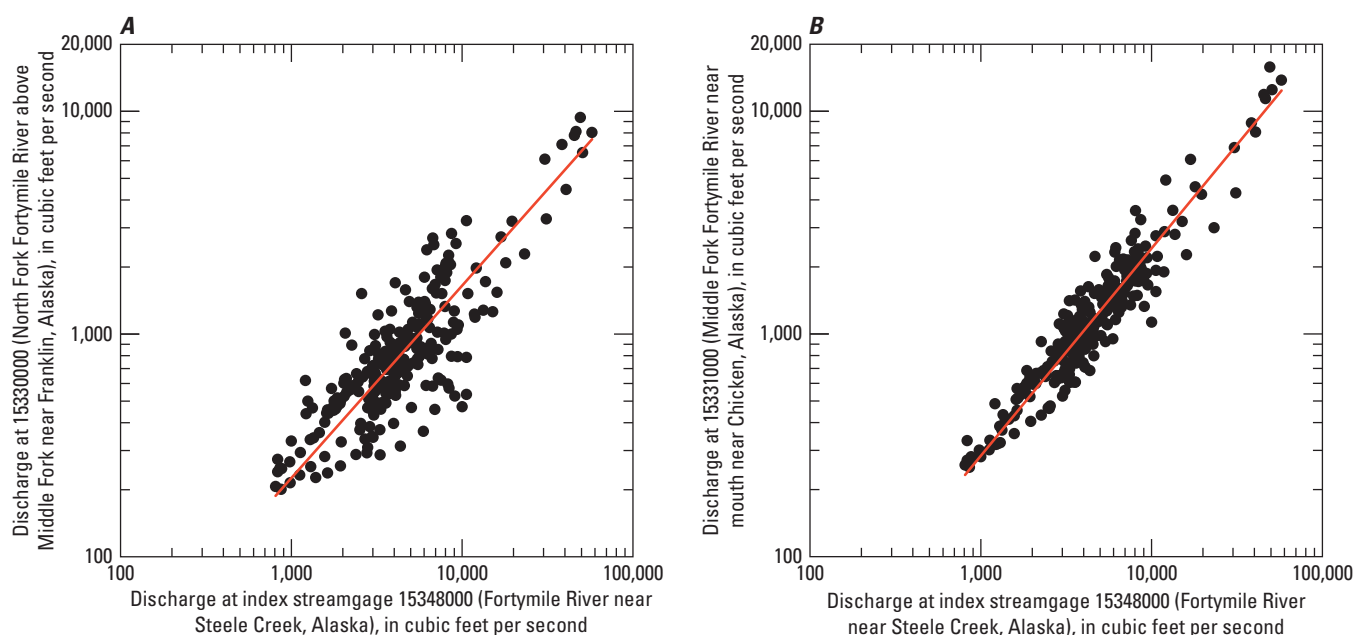 A
Discharge at 15330000 (North Fork Fortymile River above
Middle Fork near Franklin, Alaska), in cubic feet per second
20,000
10,000
1,000
100
100
1,000
10,000
100,000
Discharge at index streamgage 15348000 (Fortymile River near
Steele Creek, Alaska), in cubic feet per second
B
Discharge at 15331000 (Middle Fork Fortymile River near
mouth near Chicken, Alaska), in cubic feet per second
20,000
10,000
1,000
100
100
1,000
10,000
100,000
Discharge at index streamgage 15348000 (Fortymile River
near Steele Creek, Alaska), in cubic feet per second